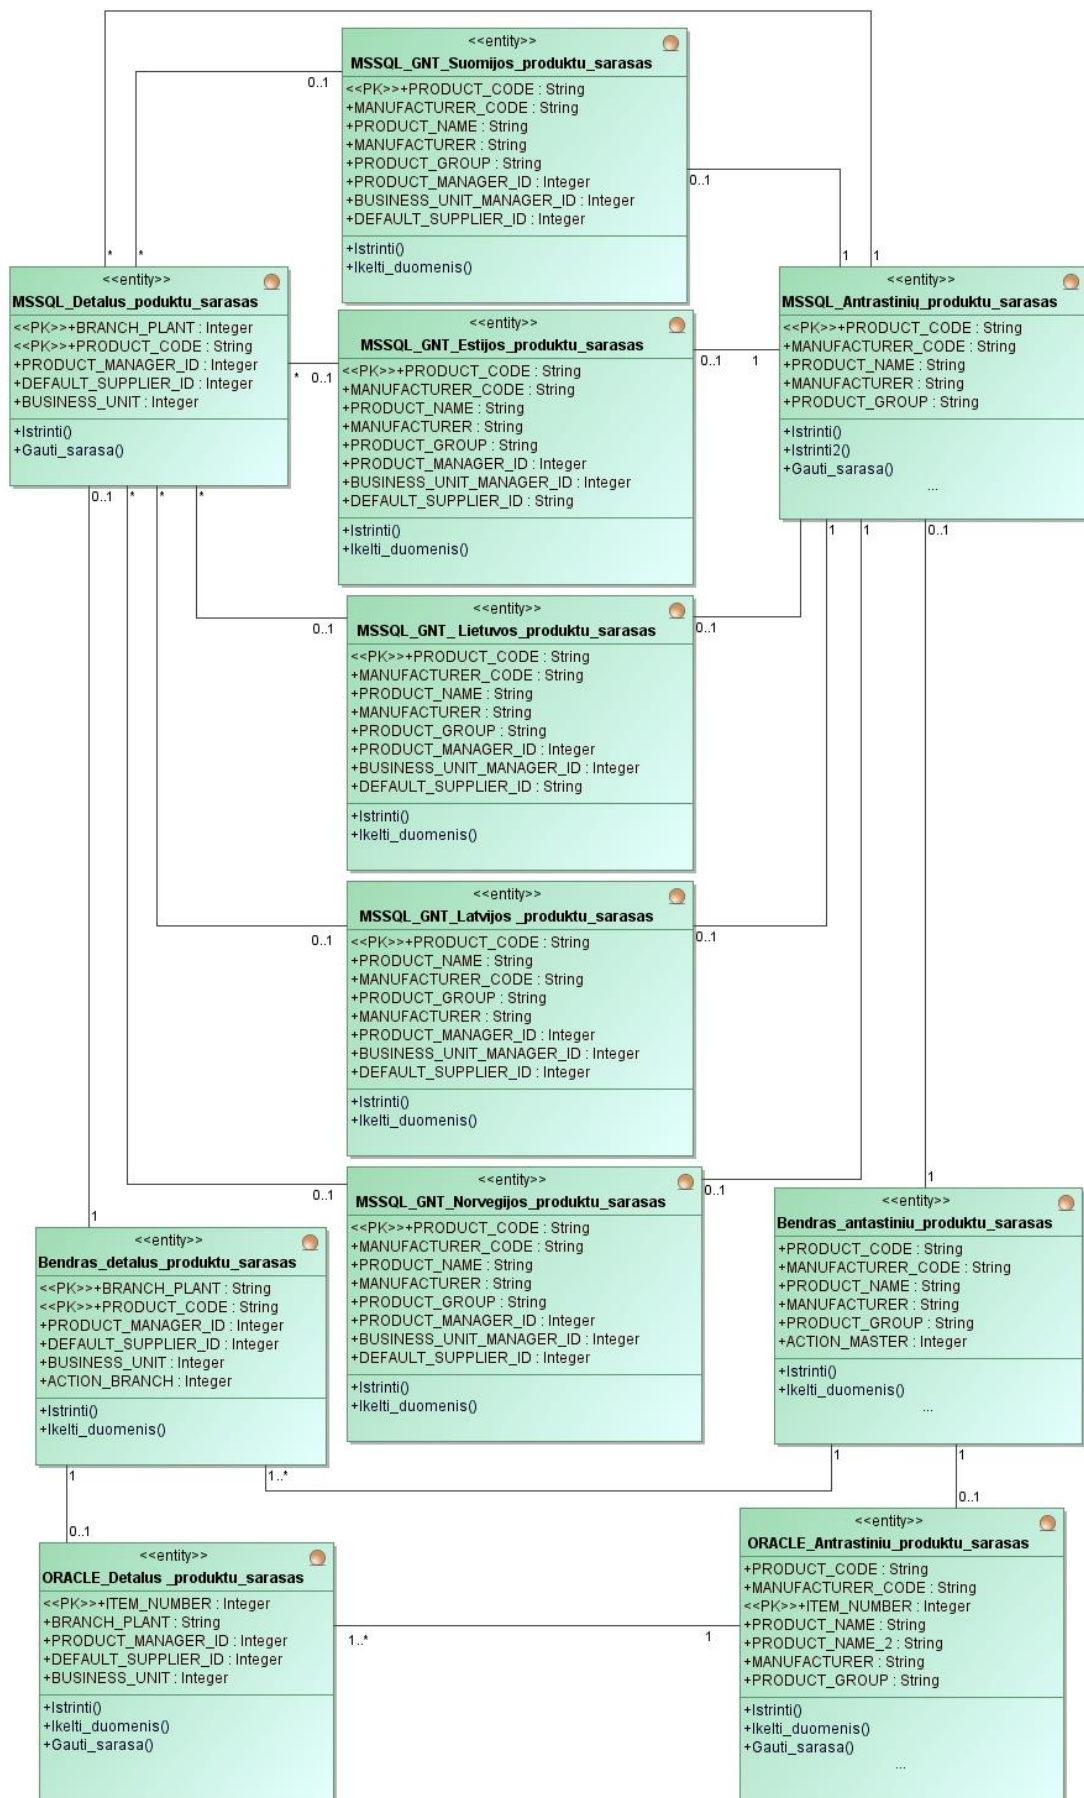 <<entity>>
MSSQL_GNT_Suomijos_produktu_sarasas
<<PK>>+PRODUCT_CODE : String
+MANUFACTURER_CODE : String
+PRODUCT_NAME : String
+MANUFACTURER : String
+PRODUCT_GROUP : String
+PRODUCT_MANAGER_ID : Integer
+BUSINESS_UNIT_MANAGER_ID : Integer
+DEFAULT_SUPPLIER_ID : Integer
+Istrinti()
+Ikelti_duomenis()
0..1
0..1
*
*
1
1
<<entity>>
MSSQL_Detalus_poduktu_sarasas
<<PK>>+BRANCH_PLANT : Integer
<<PK>>+PRODUCT_CODE : String
+PRODUCT_MANAGER_ID : Integer
+DEFAULT_SUPPLIER_ID : Integer
+BUSINESS_UNIT : Integer
+Istrinti()
+Gauti_sarasa()
* 0..1
0..1
*
*
*
<<entity>>
MSSQL_GNT_Estijos_produktu_sarasas
<<PK>>+PRODUCT_CODE : String
+MANUFACTURER_CODE : String
+PRODUCT_NAME : String
+MANUFACTURER : String
+PRODUCT_GROUP : String
+PRODUCT_MANAGER_ID : Integer
+BUSINESS_UNIT_MANAGER_ID : Integer
+DEFAULT_SUPPLIER_ID : String
+Istrinti()
+Ikelti_duomenis()
0..1 1
<<entity>>
MSSQL_Antrastinių_produktu_sarasas
<<PK>>+PRODUCT_CODE : String
+MANUFACTURER_CODE : String
+PRODUCT_NAME : String
+MANUFACTURER : String
+PRODUCT_GROUP : String
+Istrinti()
+Istrinti2()
+Gauti_sarasa()
...
1
1
0..1
<<entity>>
MSSQL_GNT_ Lietuvos_produktu_sarasas
<<PK>>+PRODUCT_CODE : String
+MANUFACTURER_CODE : String
+PRODUCT_NAME : String
+MANUFACTURER : String
+PRODUCT_GROUP : String
+PRODUCT_MANAGER_ID : Integer
+BUSINESS_UNIT_MANAGER_ID : Integer
+DEFAULT_SUPPLIER_ID : String
+Istrinti()
+Ikelti_duomenis()
0..1
0..1
<<entity>>
MSSQL_GNT_Latvijos _produktu_sarasas
<<PK>>+PRODUCT_CODE : String
+PRODUCT_NAME : String
+MANUFACTURER_CODE : String
+PRODUCT_GROUP : String
+MANUFACTURER : String
+PRODUCT_MANAGER_ID : Integer
+BUSINESS_UNIT_MANAGER_ID : Integer
+DEFAULT_SUPPLIER_ID : Integer
+Istrinti()
+Ikelti_duomenis()
0..1
0..1
<<entity>>
MSSQL_GNT_Norvegijos_produktu_sarasas
<<PK>>+PRODUCT_CODE : String
+MANUFACTURER_CODE : String
+PRODUCT_NAME : String
+MANUFACTURER : String
+PRODUCT_GROUP : String
+PRODUCT_MANAGER_ID : Integer
+BUSINESS_UNIT_MANAGER_ID : Integer
+DEFAULT_SUPPLIER_ID : String
+Istrinti()
+Ikelti_duomenis()
0..1
0..1
1
<<entity>>
Bendras_detalus_produktu_sarasas
<<PK>>+BRANCH_PLANT : String
<<PK>>+PRODUCT_CODE : String
+PRODUCT_MANAGER_ID : Integer
+DEFAULT_SUPPLIER_ID : Integer
+BUSINESS_UNIT : Integer
+ACTION_BRANCH : Integer
+Istrinti()
+Ikelti_duomenis()
1
1..*
1
<<entity>>
Bendras_antastiniu_produktu_sarasas
+PRODUCT_CODE : String
+MANUFACTURER_CODE : String
+PRODUCT_NAME : String
+MANUFACTURER : String
+PRODUCT_GROUP : String
+ACTION_MASTER : Integer
+Istrinti()
+Ikelti_duomenis()
...
1
1
0..1
<<entity>>
ORACLE_Detalus _produktu_sarasas
<<PK>>+ITEM_NUMBER : Integer
+BRANCH_PLANT : String
+PRODUCT_MANAGER_ID : Integer
+DEFAULT_SUPPLIER_ID : Integer
+BUSINESS_UNIT : Integer
+Istrinti()
+Ikelti_duomenis()
+Gauti_sarasa()
1..* 1
0..1
<<entity>>
ORACLE_Antrastiniu_produktu_sarasas
+PRODUCT_CODE : String
+MANUFACTURER_CODE : String
<<PK>>+ITEM_NUMBER : Integer
+PRODUCT_NAME : String
+PRODUCT_NAME_2 : String
+MANUFACTURER : String
+PRODUCT_GROUP : String
+Istrinti()
+Ikelti_duomenis()
+Gauti_sarasa()
...